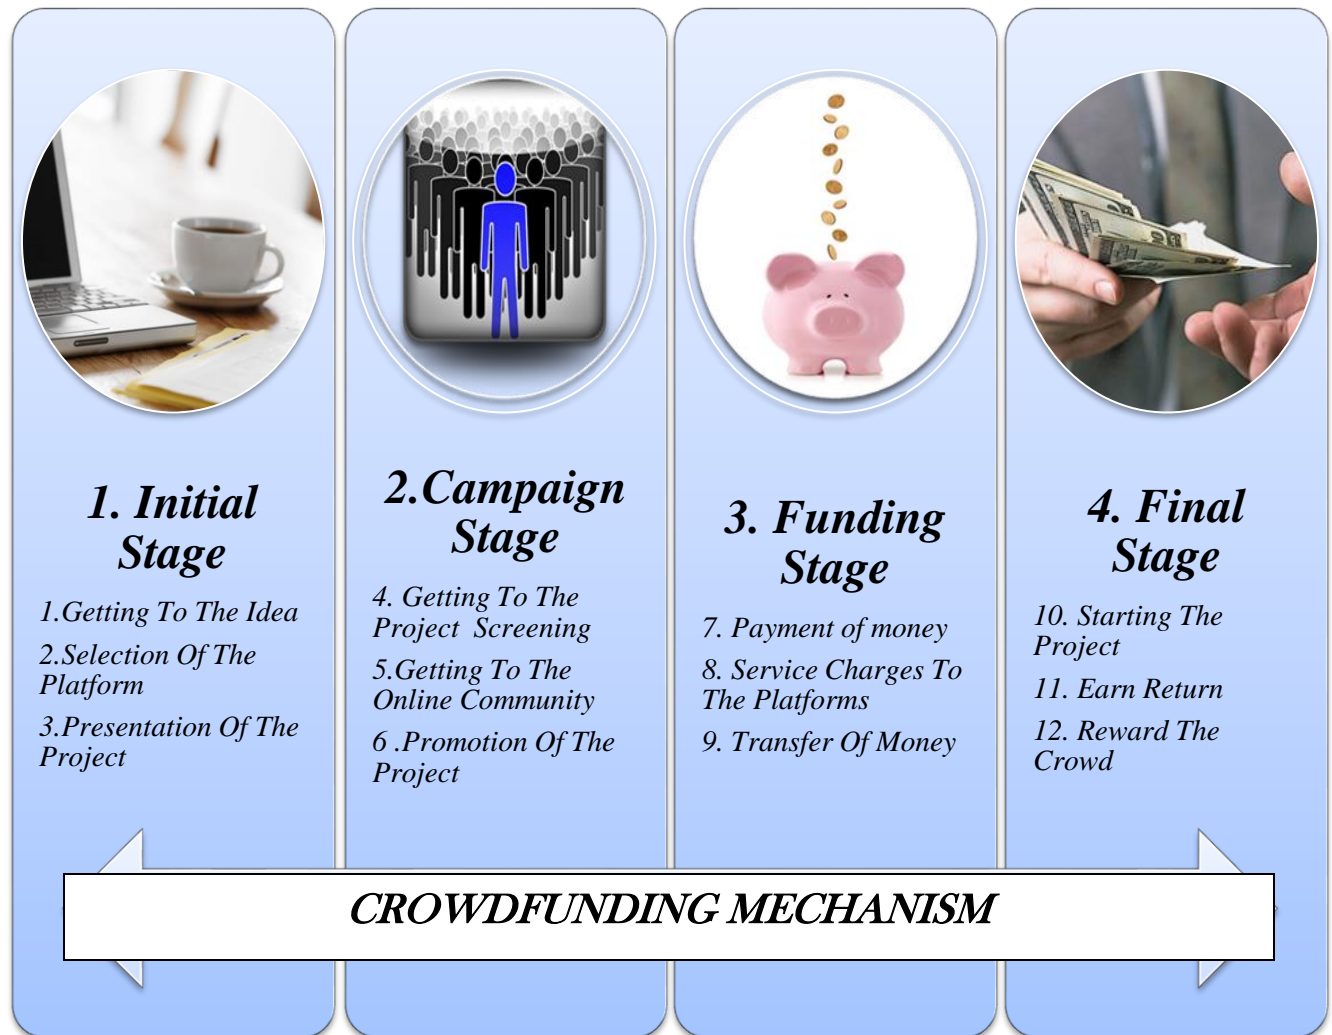 1. Initial
Stage
1.Getting To The Idea
2.Selection Of The
Platform
3.Presentation Of The
Project
2.Campaign
Stage
4. Getting To The
Project  Screening
5.Getting To The
Online Community
6 .Promotion Of The
Project
3. Funding
Stage
7. Payment of money
8. Service Charges To
The Platforms
9. Transfer Of Money
4. Final
Stage
10. Starting The
Project
11. Earn Return
12. Reward The
Crowd
CROWDFUNDING MECHANISM